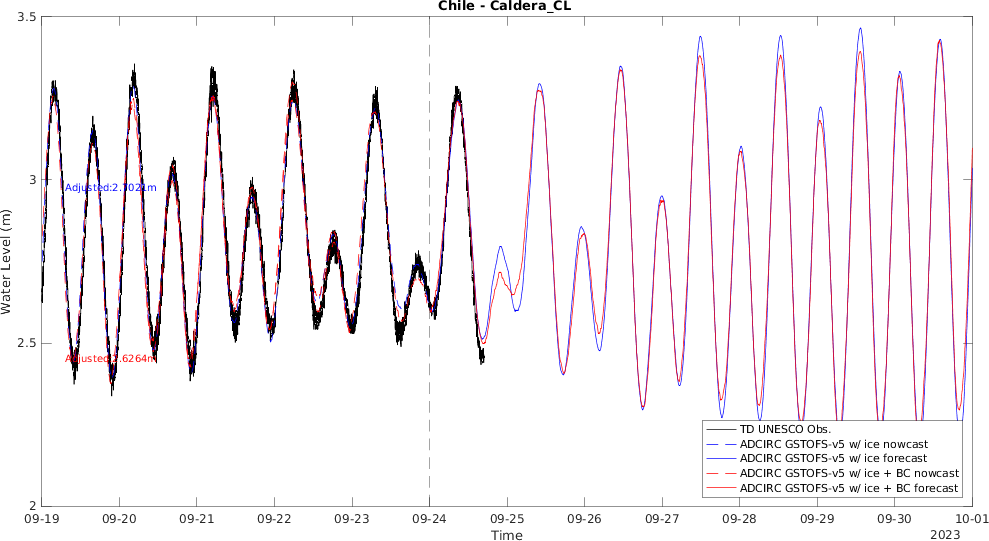 Chile - Caldera_CL
3.5
3
2.5
2
Water Level (m)
Adjusted:2.7021m
Adjusted:2.6264m
TD UNESCO Obs.
ADCIRC GSTOFS-v5 w/ ice nowcast
ADCIRC GSTOFS-v5 w/ ice forecast
ADCIRC GSTOFS-v5 w/ ice + BC nowcast
ADCIRC GSTOFS-v5 w/ ice + BC forecast
09-19 09-20 09-21 09-22 09-23 09-24 09-25 09-26 09-27 09-28 09-29 09-30 10-01
Time
2023